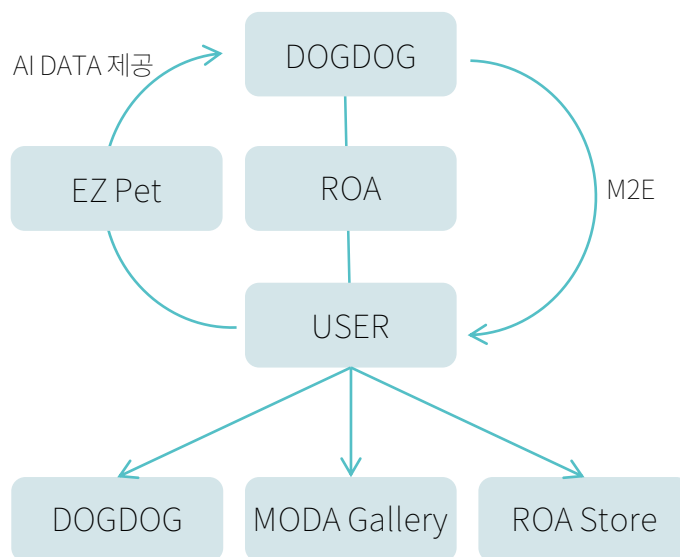 DOGDOG
AI DATA 제공
EZ Pet
ROA
M2E
USER
DOGDOG
MODA Gallery
ROA Store